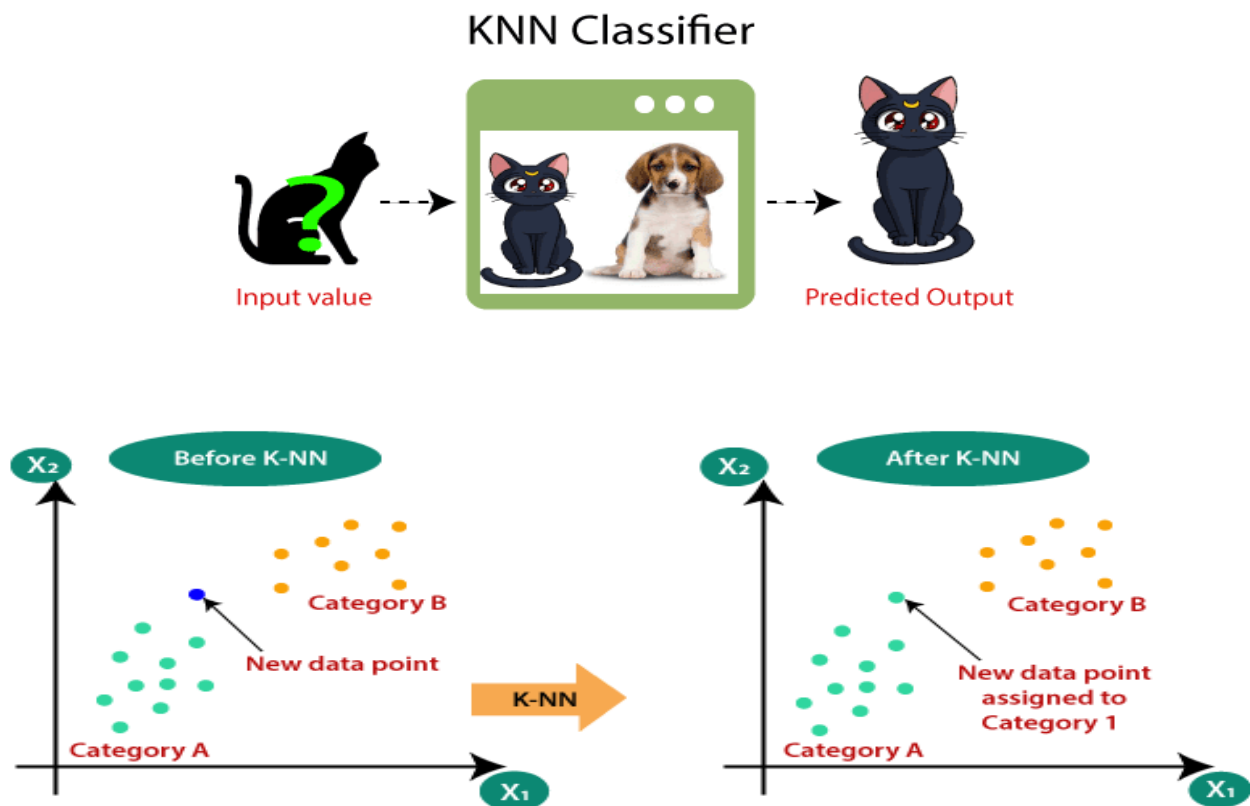 KNN Classifier
?
Input value
Predicted Output
Before K-NN
X₂
Category B
New data point
Category A
X₁
K-NN
After K-NN
X₂
Category B
New data point
assigned to
Category 1
Category A
X₁